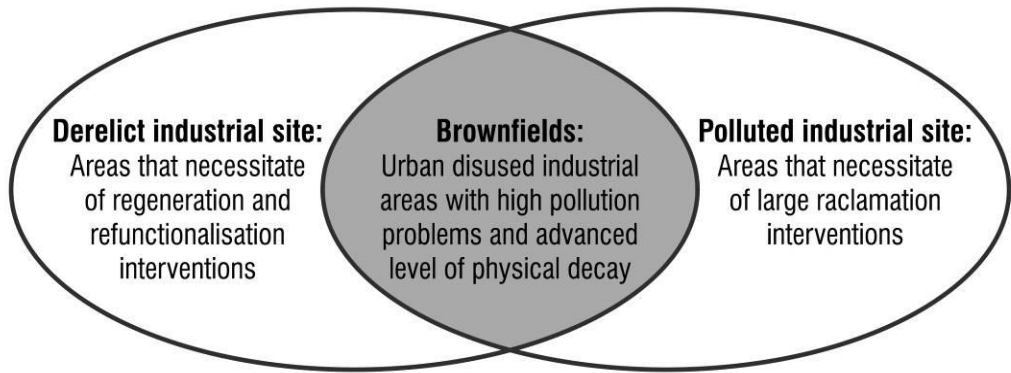 Derelict industrial site:
Areas that necessitate
of regeneration and
refunctionalisation
interventions
Brownfields:
Urban disused industrial
areas with high pollution
problems and advanced
level of physical decay
Polluted industrial site:
Areas that necessitate
of large raclamation
interventions